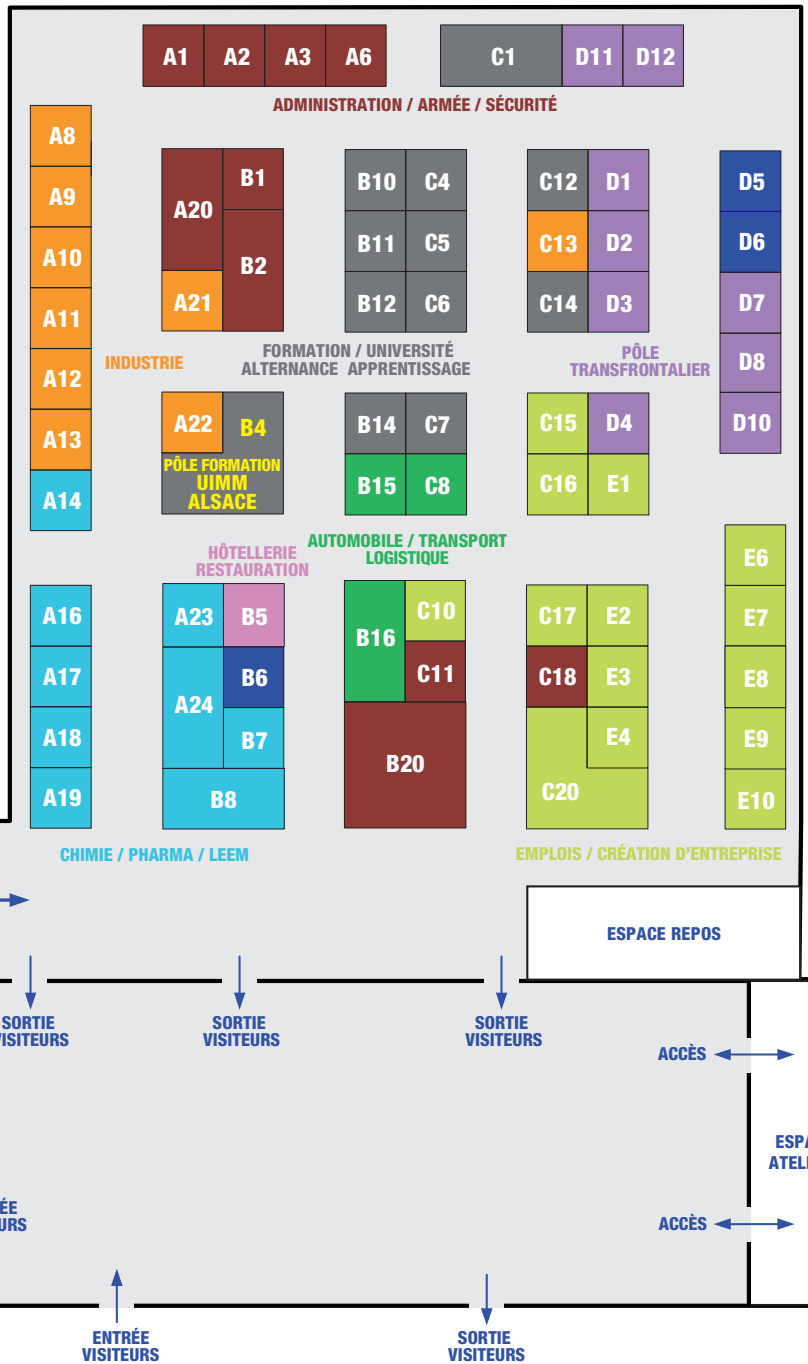 A1 A2 A3 A6 C1 D11 D12
ADMINISTRATION / ARMÉE / SÉCURITÉ
A8
A9
A10
A11
A12
A13
A14
A20 B1
B2
A21
B10 C4
B11 C5
B12 C6
C12 D1
C13 D2
C14 D3
D5
D6
D7
D8
D10
INDUSTRIE
FORMATION / UNIVERSITÉ
ALTERNANCE APPRENTISSAGE
PÔLE
TRANSFRONTALIER
A22 B4
PÔLE FORMATION
UIMM
ALSACE
B14 C7
B15 C8
C15 D4
C16 E1
HÔTELLERIE
RESTAURATION
AUTOMOBILE / TRANSPORT
LOGISTIQUE
A16
A17
A18
A19
A23 B5
A24 B6
B7
B8
B16 C10
C11
B20
C17 E2
C18 E3
E4
C20
E6
E7
E8
E9
E10
CHIMIE / PHARMA / LEEM
EMPLOIS / CRÉATION D'ENTREPRISE
ESPACE REPOS
SORTIE
VISITEURS
SORTIE
VISITEURS
SORTIE
VISITEURS
ACCÈS
ACCÈS
ENTRÉE
VISITEURS
SORTIE
VISITEURS